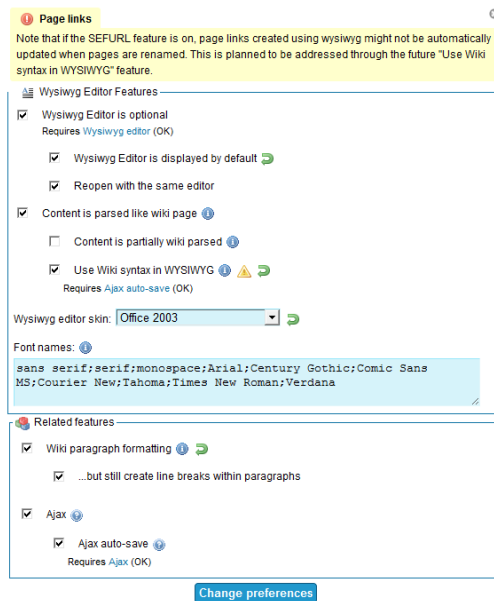 Page links
Note that if the SEFURL feature is on, page links created using wysiwyg might not be automatically
updated when pages are renamed. This is planned to be addressed through the future "Use Wiki
syntax in WYSIWYG" feature.
Wysiwyg Editor Features
Wysiwyg Editor is optional
Requires Wysiwyg editor (OK)
Wysiwyg Editor is displayed by default
Reopen with the same editor
Content is parsed like wiki page
Content is partially wiki parsed
Use Wiki syntax in WYSIWYG
Requires Ajax auto-save (OK)
Wysiwyg editor skin: Office 2003
Font names:
sans serif;serif;monospace;Arial;Century Gothic;Comic Sans
MS;Courier New;Tahoma;Times New Roman;Verdana
Related features
Wiki paragraph formatting
...but still create line breaks within paragraphs
Ajax
Ajax auto-save
Requires Ajax (OK)
Change preferences